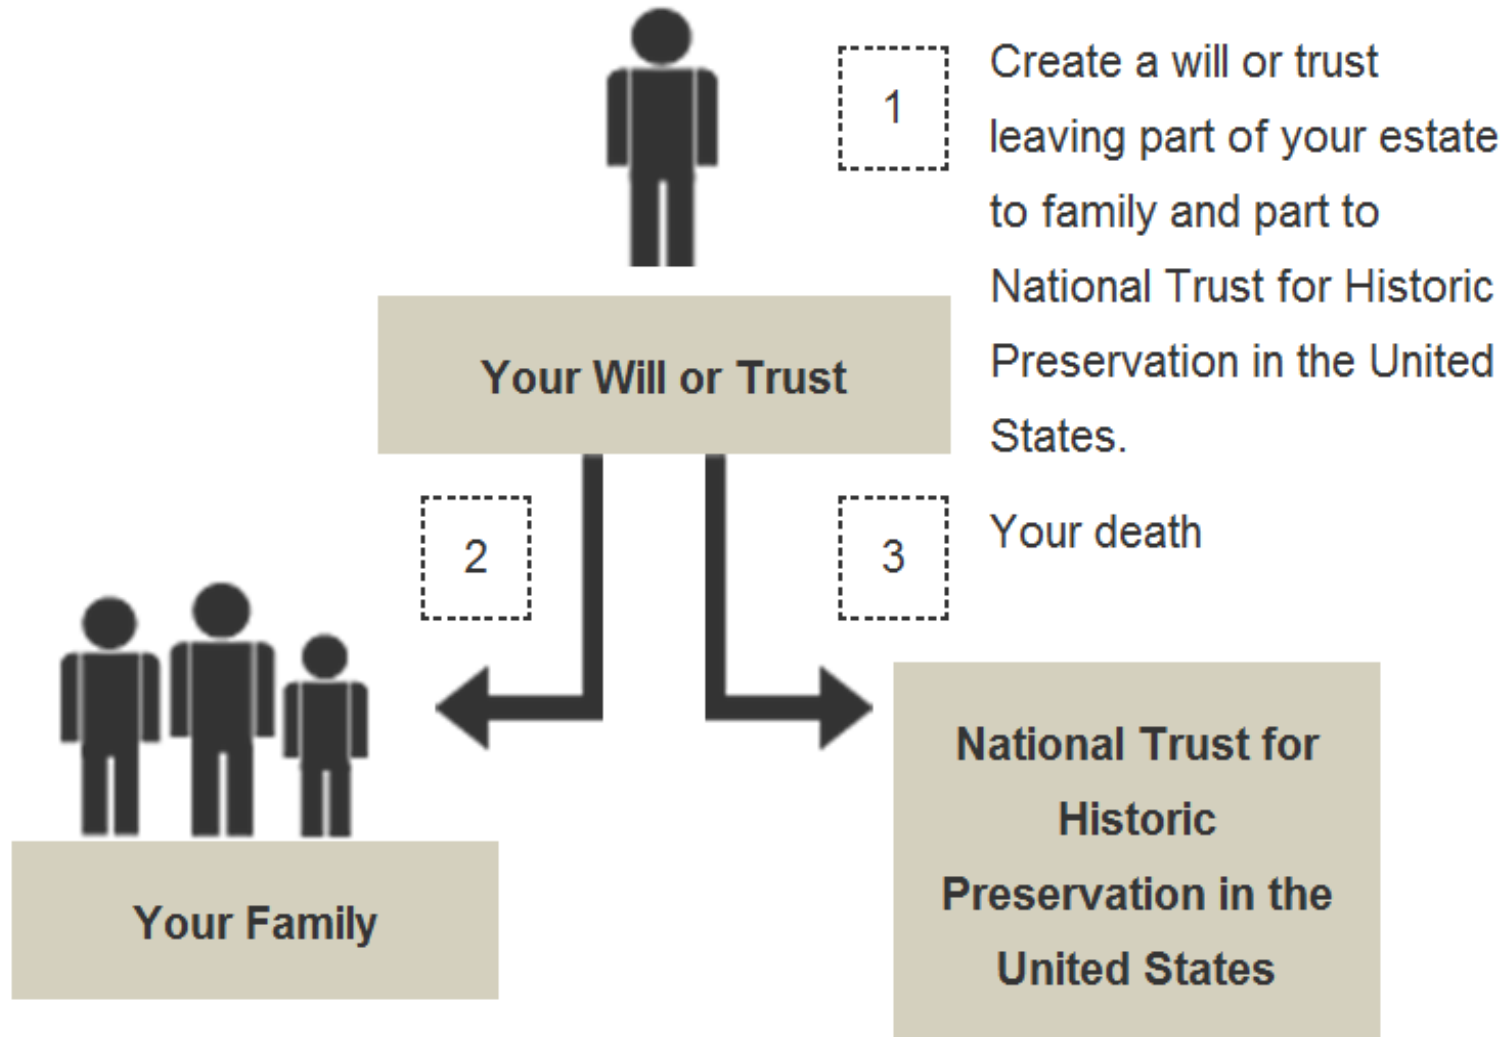 1
Create a will or trust
leaving part of your estate
to family and part to
National Trust for Historic
Preservation in the United
States.
Your Will or Trust
2
3
Your death
National Trust for
Historic
Preservation in the
United States
Your Family